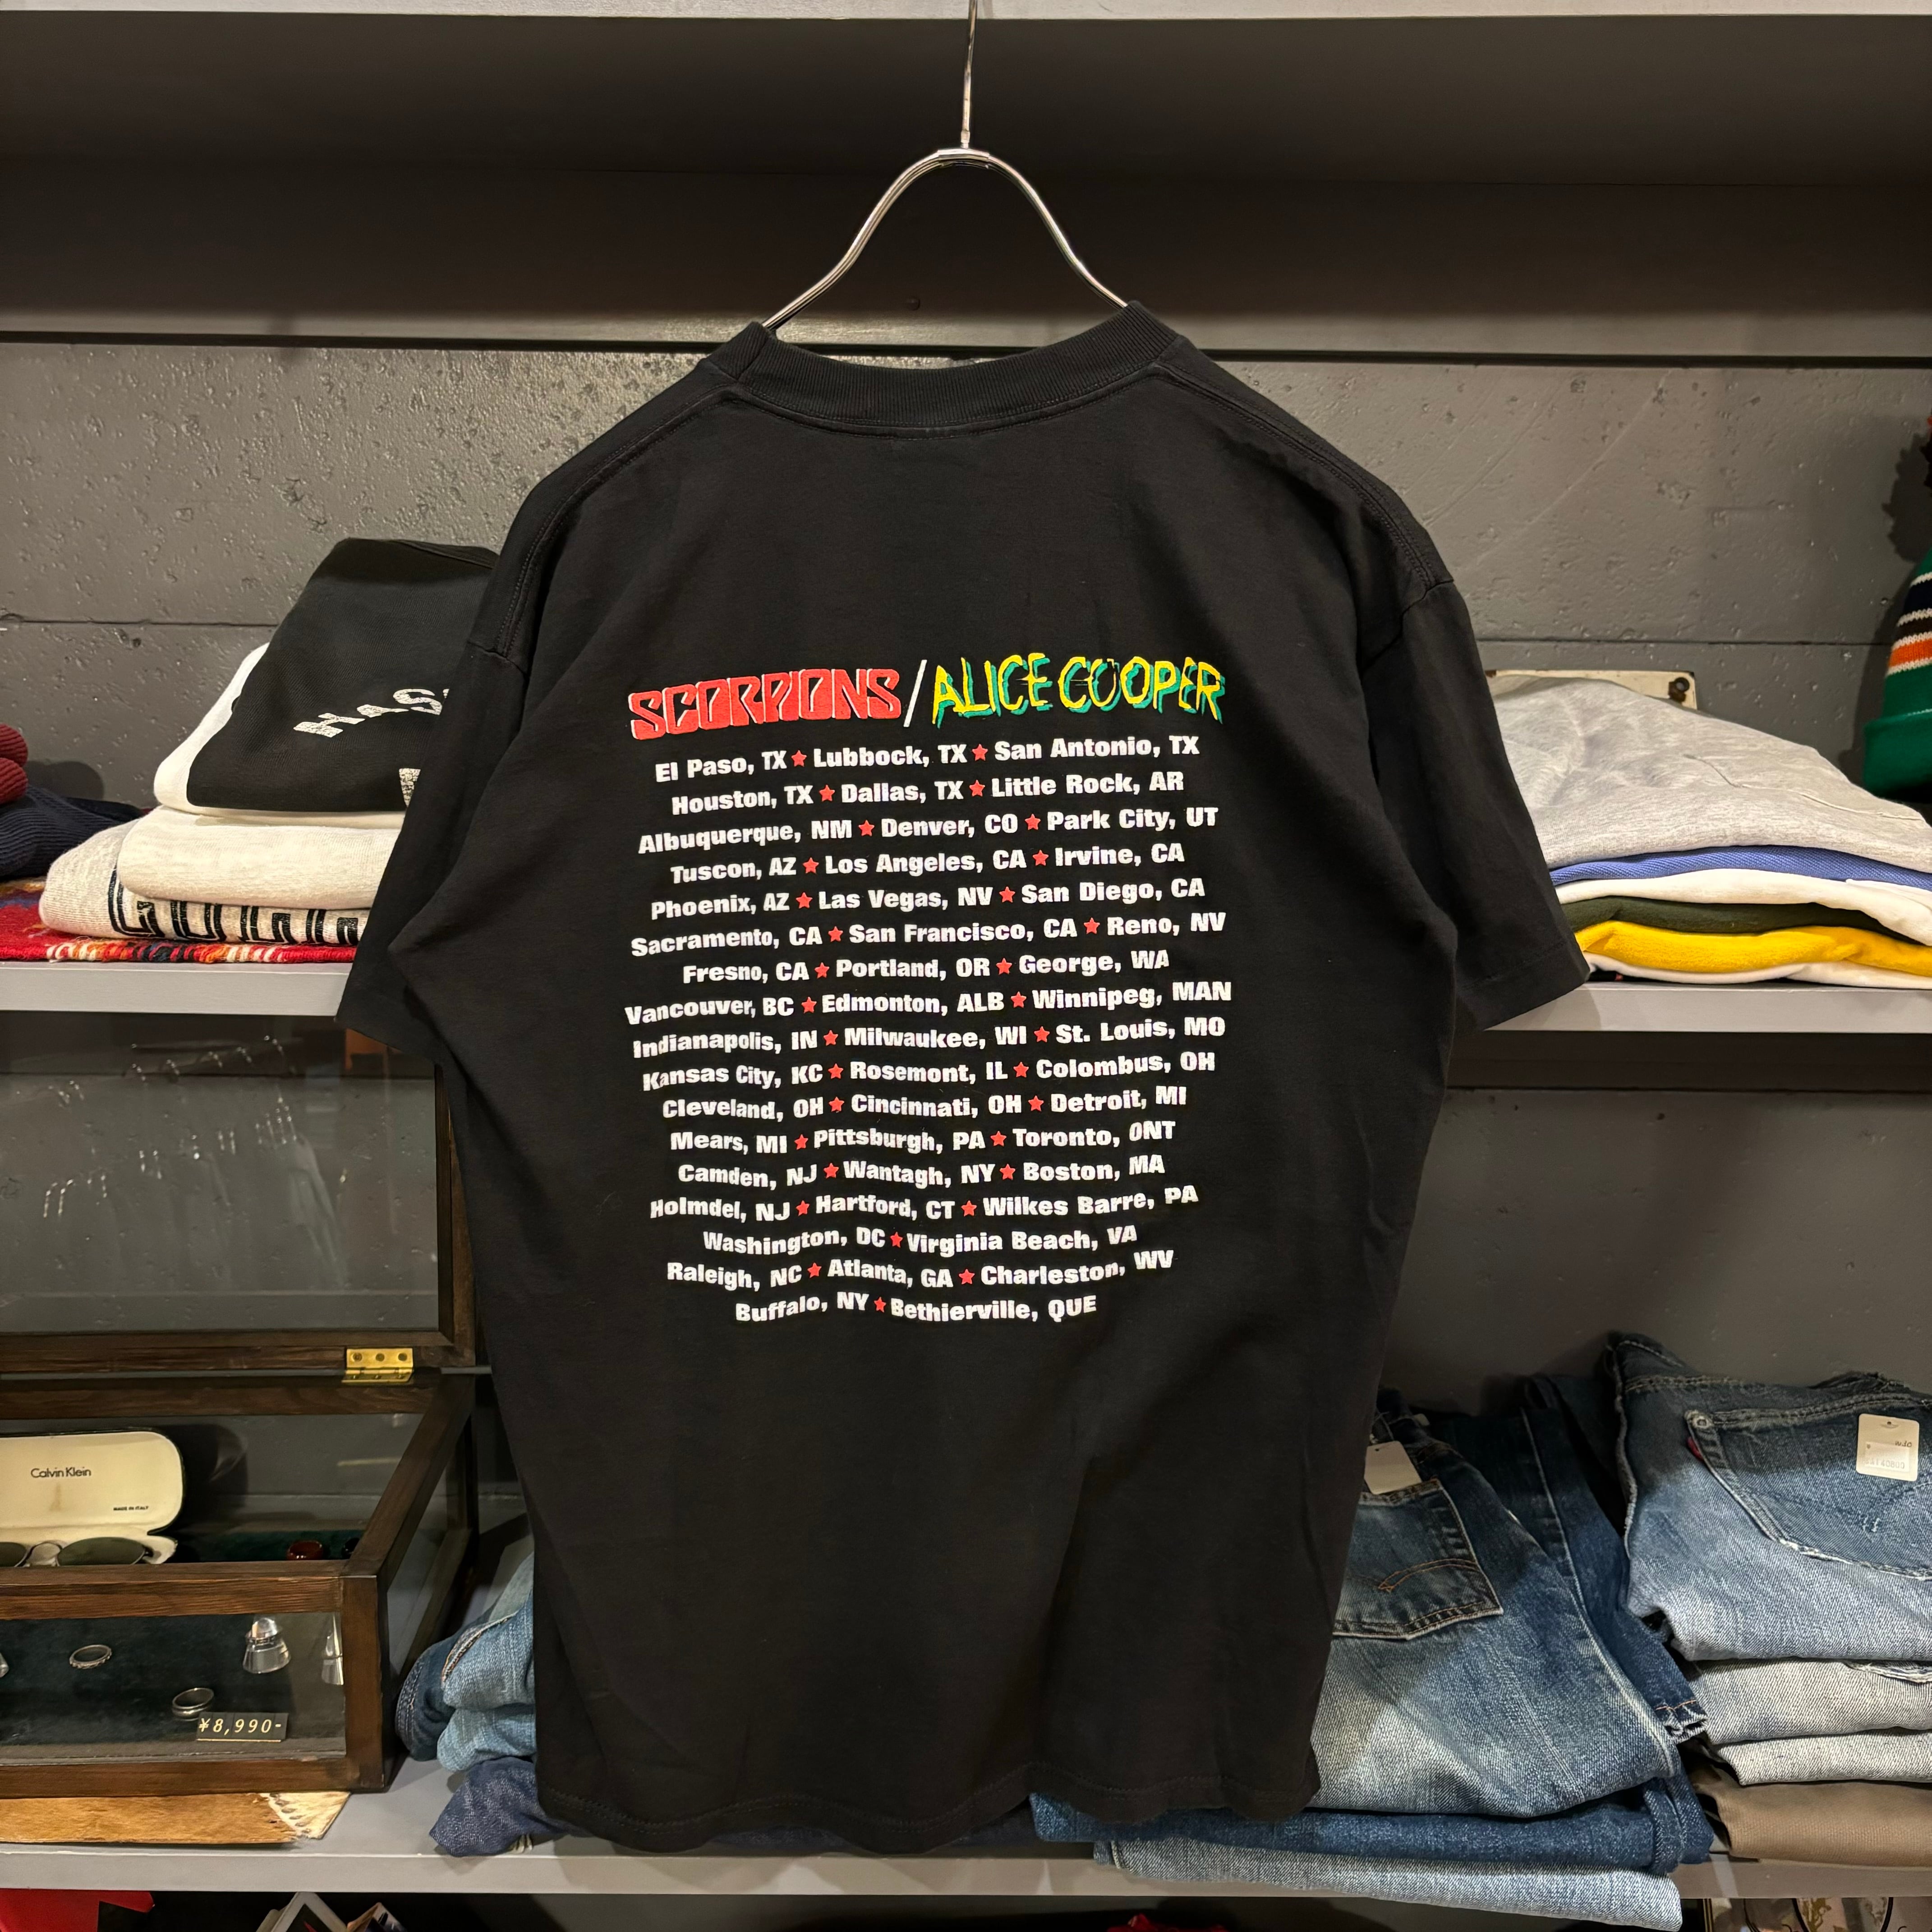 SCORPIONS/ALICE COOPER
El Paso, TX ★ Lubbock, TX ★ San Antonio, TX
Houston, TX ★ Dallas, TX ★ Little Rock, AR
Albuquerque, NM ★ Denver, CO ★ Park City, UT
Tuscon, AZ ★ Los Angeles, CA ★ Irvine, CA
Phoenix, AZ ★ Las Vegas, NV ★ San Diego, CA
Sacramento, CA ★ San Francisco, CA ★ Reno, NV
Fresno, CA ★ Portland, OR ★ George, WA
Vancouver, BC ★ Edmonton, ALB ★ Winnipeg, MAN
Indianapolis, IN ★ Milwaukee, WI ★ St. Louis, MO
Kansas City, KC ★ Rosemont, IL ★ Colombus, OH
Cleveland, OH ★ Cincinnati, OH ★ Detroit, MI
Mears, MI ★ Pittsburgh, PA ★ Toronto, ONT
Camden, NJ ★ Wantagh, NY ★ Boston, MA
Holmdel, NJ ★ Hartford, CT ★ Wilkes Barre, PA
Washington, DC ★ Virginia Beach, VA
Raleigh, NC ★ Atlanta, GA ★ Charleston, WV
Buffalo, NY ★ Bethierville, QUE
HAS
Calvin Klein
MADE IN ITALY
¥8,990-